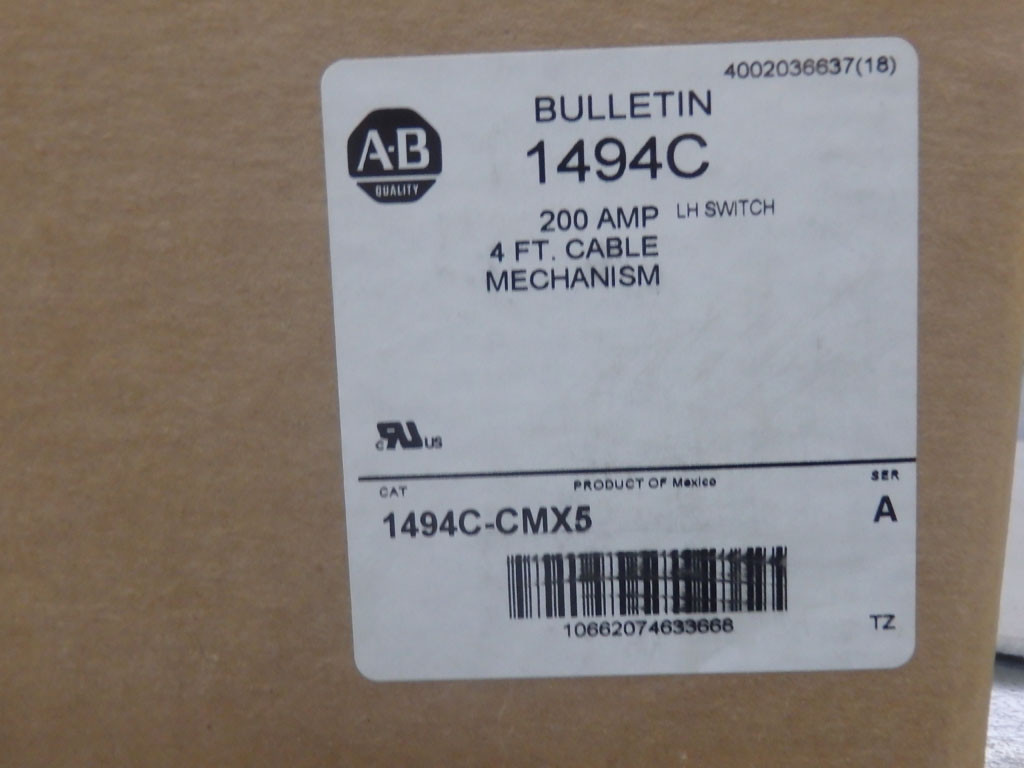 4002036637(18)
BULLETIN
A·B
QUALITY
1494C
200 AMP LH SWITCH
4 FT. CABLE
MECHANISM
c RU US
CAT PRODUCT OF Mexico SER
1494C-CMX5 A
10662074633668 TZ